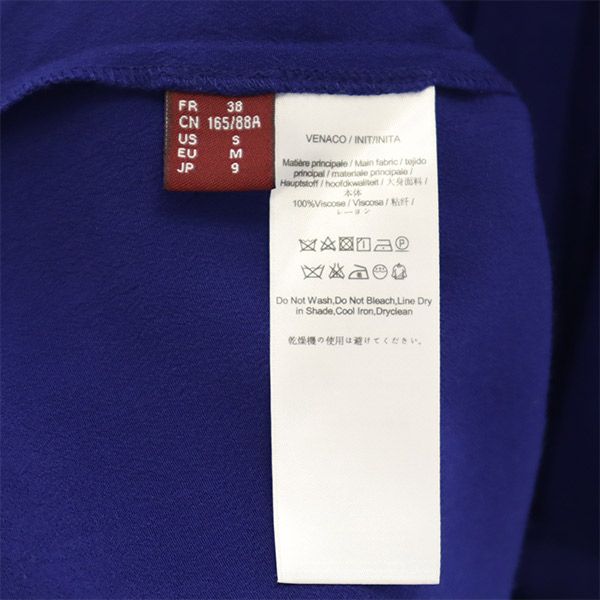 FR 38
CN 165/88A
US S
EU M
JP 9
VENACO / INIT/INITA
Matière principale / Main fabric / tejido
principal / materiale principale /
Hauptstoff / hoofdkwaliteit / 大身面料 /
本体
100%Viscose / Viscosa / 粘纤 /
レーヨン
Do Not Wash,Do Not Bleach,Line Dry
in Shade,Cool Iron,Dryclean
乾燥機の使用は避けてください。